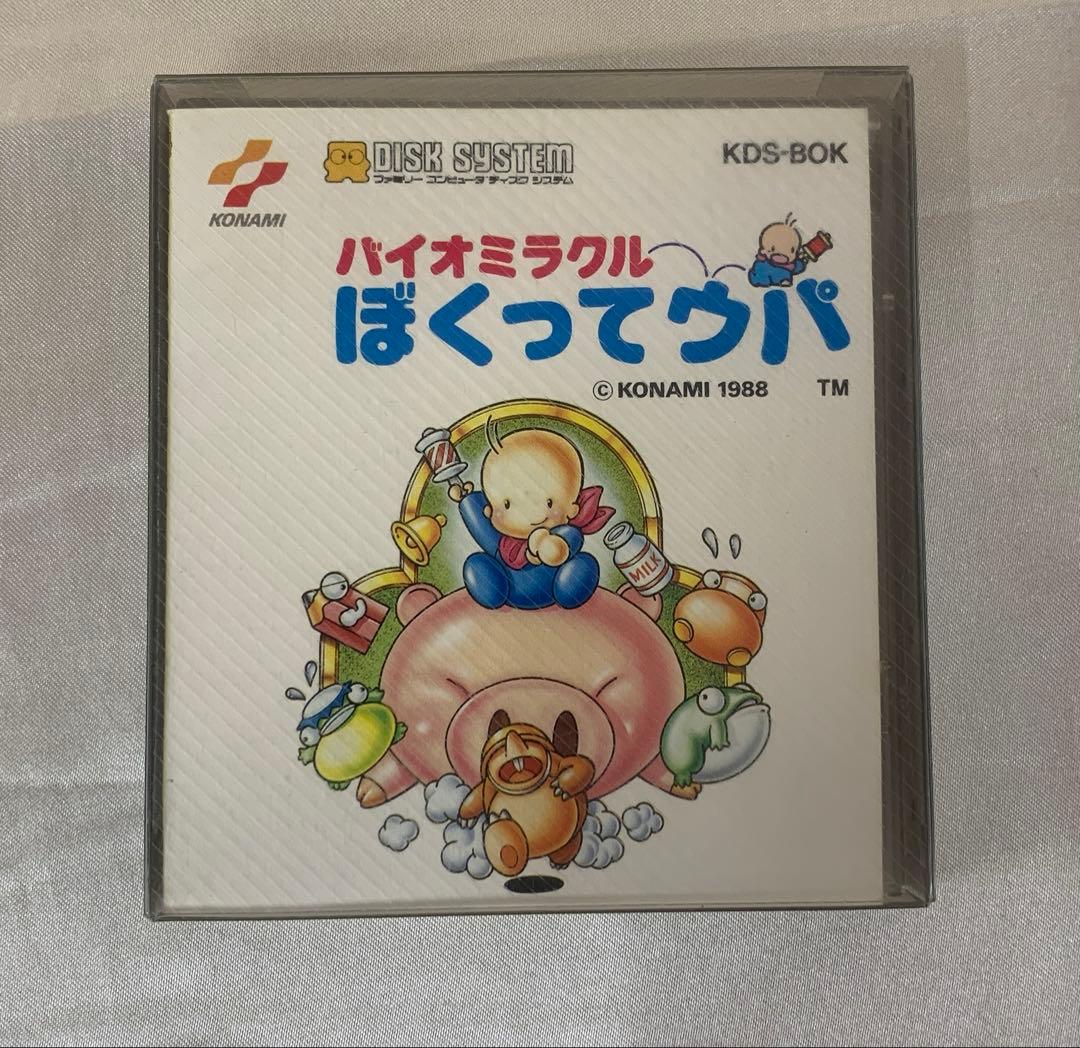 KONAMI
DISK SYSTEM
ファミリー コンピュータ ディスク システム
KDS-BOK
バイオミラクル
ぼくってウパ
© KONAMI 1988 TM
MILK